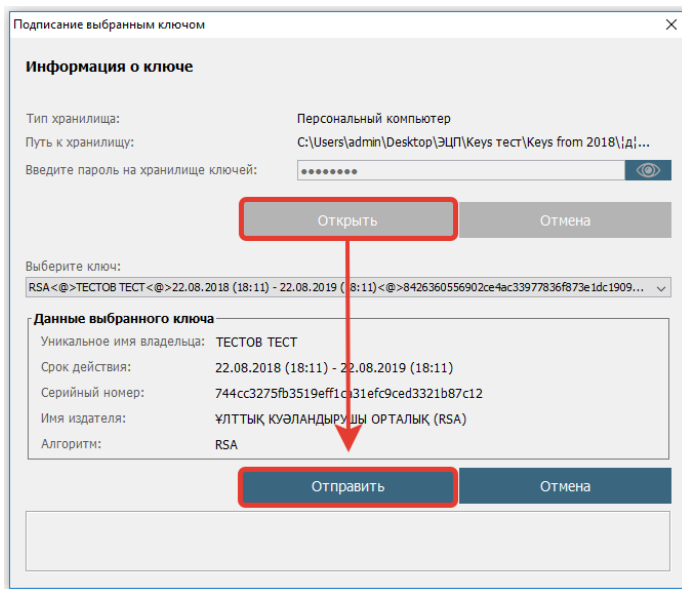 Подписание выбранным ключом
Информация о ключе
Тип хранилища: Персональный компьютер
Путь к хранилищу: C:\Users\admin\Desktop\ЭЦП\Keys тест\Keys from 2018\¦д¦...
Введите пароль на хранилище ключей: ••••••••
Открыть Отмена
Выберите ключ:
RSA<@>ТЕСТОВ ТЕСТ<@>22.08.2018 (18:11) - 22.08.2019 (18:11)<@>8426360556902ce4ac33977836f873e1dc1909...
Данные выбранного ключа
Уникальное имя владельца: ТЕСТОВ ТЕСТ
Срок действия: 22.08.2018 (18:11) - 22.08.2019 (18:11)
Серийный номер: 744cc3275fb3519eff1ca31efc9ced3321b87c12
Имя издателя: ҰЛТТЫҚ КУӘЛАНДЫРУШЫ ОРТАЛЫҚ (RSA)
Алгоритм: RSA
Отправить Отмена